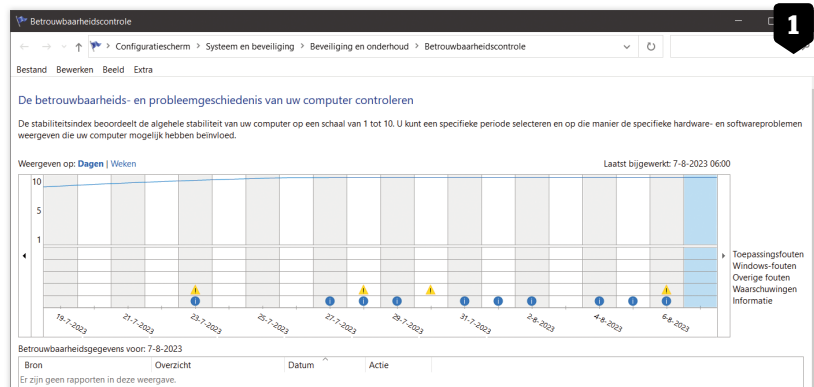 Betrouwbaarheidscontrole
1
Configuratiescherm > Systeem en beveiliging > Beveiliging en onderhoud > Betrouwbaarheidscontrole
Bestand Bewerken Beeld Extra
De betrouwbaarheids- en probleemgeschiedenis van uw computer controleren
De stabiliteitsindex beoordeelt de algehele stabiliteit van uw computer op een schaal van 1 tot 10. U kunt een specifieke periode selecteren en op die manier de specifieke hardware- en softwareproblemen
weergeven die uw computer mogelijk hebben beïnvloed.
Weergeven op: Dagen | Weken Laatst bijgewerkt: 7-8-2023 06:00
10
5
1
Toepassingsfouten
Windows-fouten
Overige fouten
Waarschuwingen
Informatie
19-7-2023 21-7-2023 23-7-2023 25-7-2023 27-7-2023 29-7-2023 31-7-2023 2-8-2023 4-8-2023 6-8-2023
Betrouwbaarheidsgegevens voor: 7-8-2023
Bron Overzicht Datum Actie
Er zijn geen rapporten in deze weergave.